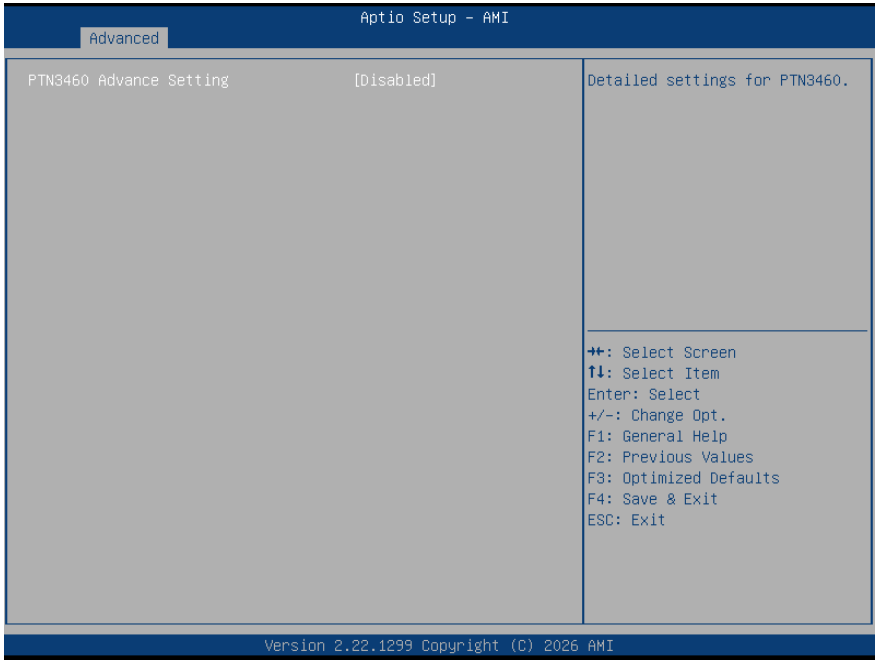 Aptio Setup – AMI
Advanced
PTN3460 Advance Setting [Disabled]
Detailed settings for PTN3460.
→←: Select Screen
↑↓: Select Item
Enter: Select
+/-: Change Opt.
F1: General Help
F2: Previous Values
F3: Optimized Defaults
F4: Save & Exit
ESC: Exit
Version 2.22.1299 Copyright (C) 2026 AMI